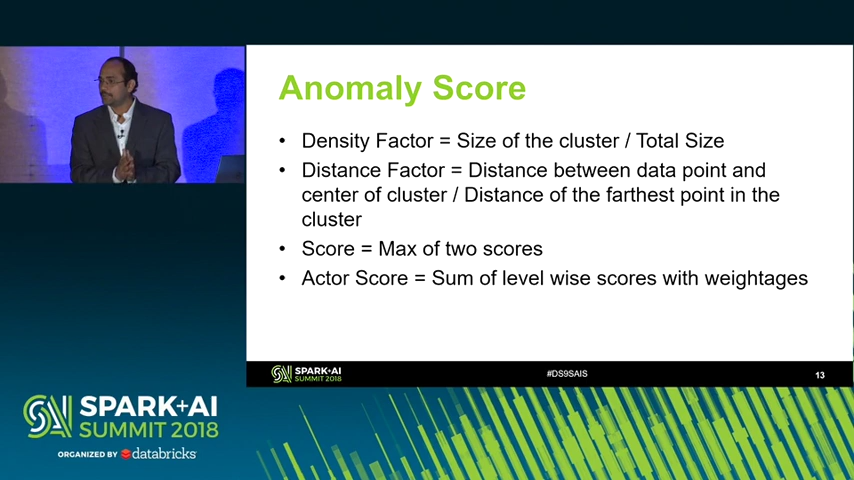 Anomaly Score
• Density Factor = Size of the cluster / Total Size
• Distance Factor = Distance between data point and
center of cluster / Distance of the farthest point in the
cluster
• Score = Max of two scores
• Actor Score = Sum of level wise scores with weightages
SPARK+AI
SUMMIT 2018
#DS9SAIS
13
SPARK+AI
SUMMIT 2018
ORGANIZED BY databricks